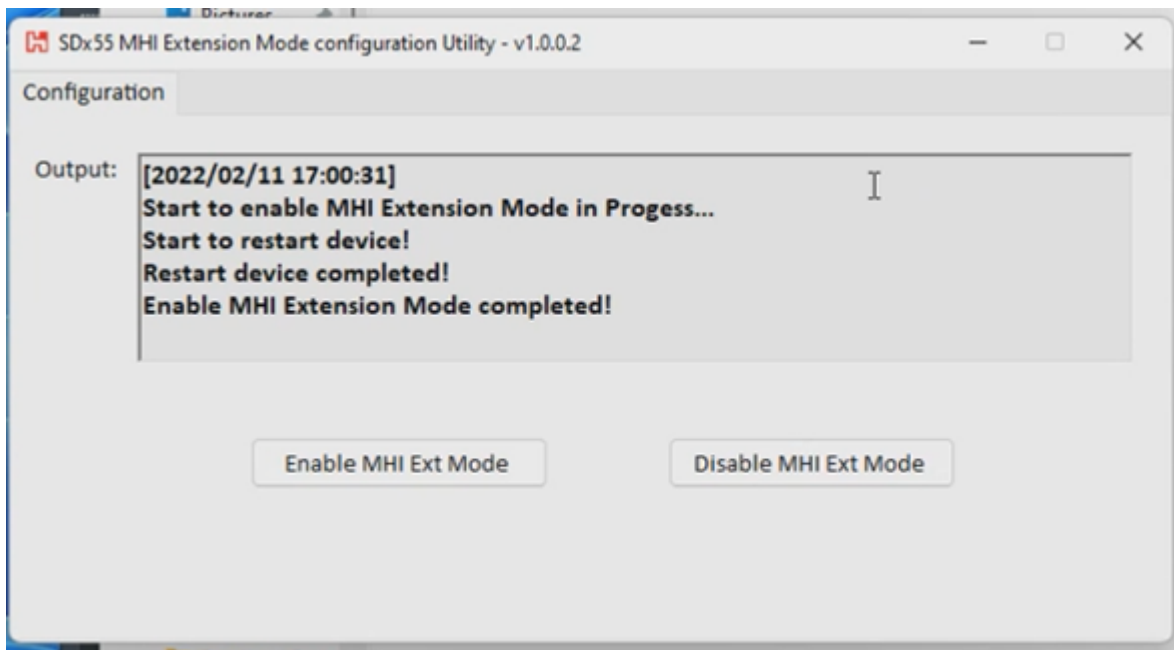 Pictures
SDx55 MHI Extension Mode configuration Utility - v1.0.0.2
Configuration
Output:
[2022/02/11 17:00:31]
Start to enable MHI Extension Mode in Progess...
Start to restart device!
Restart device completed!
Enable MHI Extension Mode completed!
Enable MHI Ext Mode
Disable MHI Ext Mode